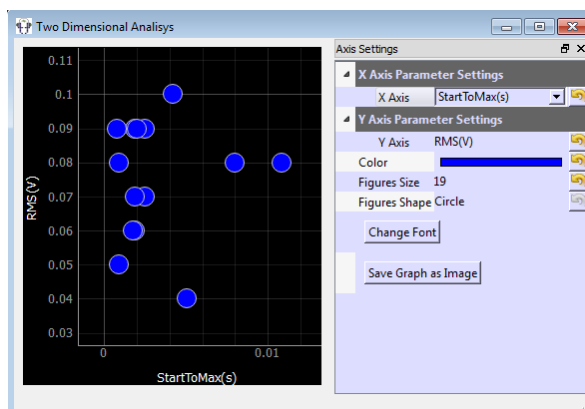 Two Dimensional Analisys
0.11
0.1
0.09
0.08
0.07
0.06
0.05
0.04
0.03
RMS(V)
0
0.01
StartToMax(s)
Axis Settings
X Axis Parameter Settings
X Axis StartToMax(s)
Y Axis Parameter Settings
Y Axis RMS(V)
Color
Figures Size 19
Figures Shape Circle
Change Font
Save Graph as Image